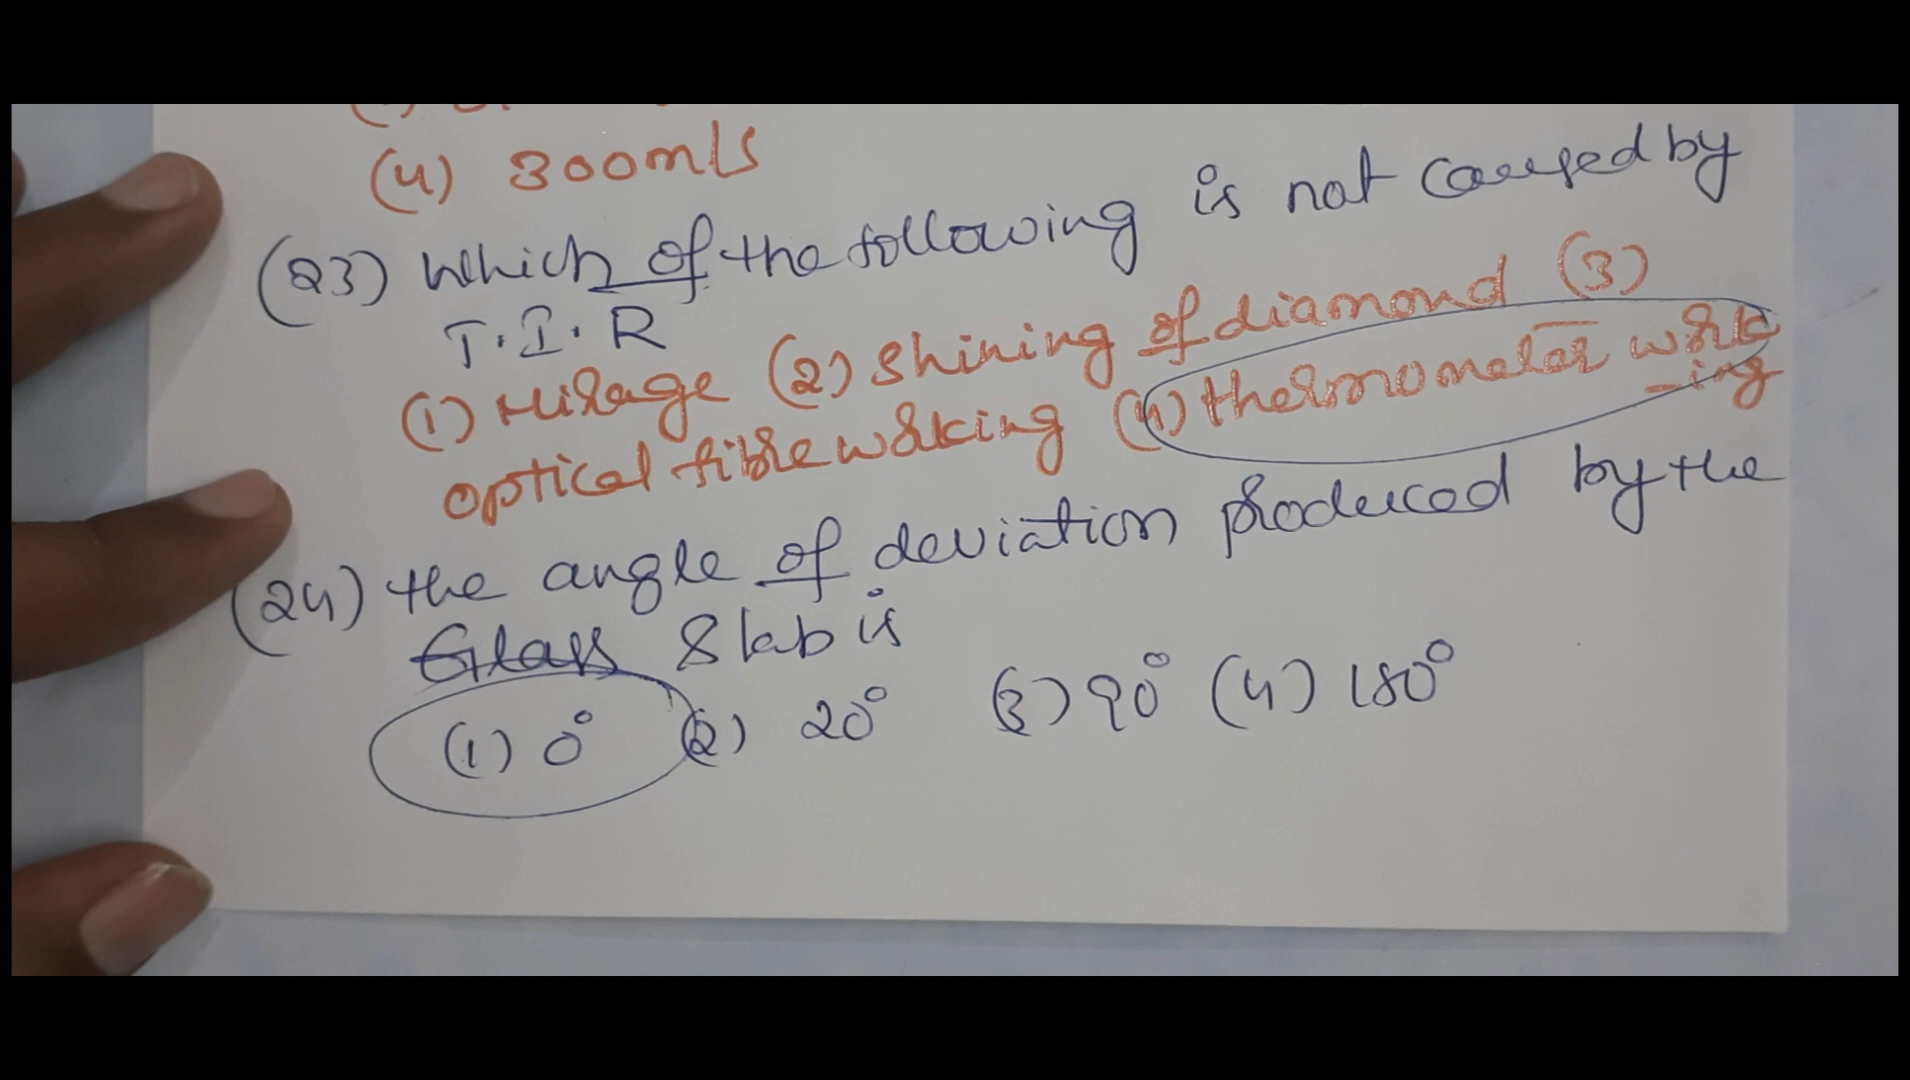 (4) 300m/s
(23) Which of the following is not caused by
T.I.R
(1) Mirage (2) Shining of diamond (3)
optical fibre working (4) thermometer work
-ing
(24) the angle of deviation produced by the
Glass Slab is
(1) 0° (2) 20° (3) 90° (4) 180°